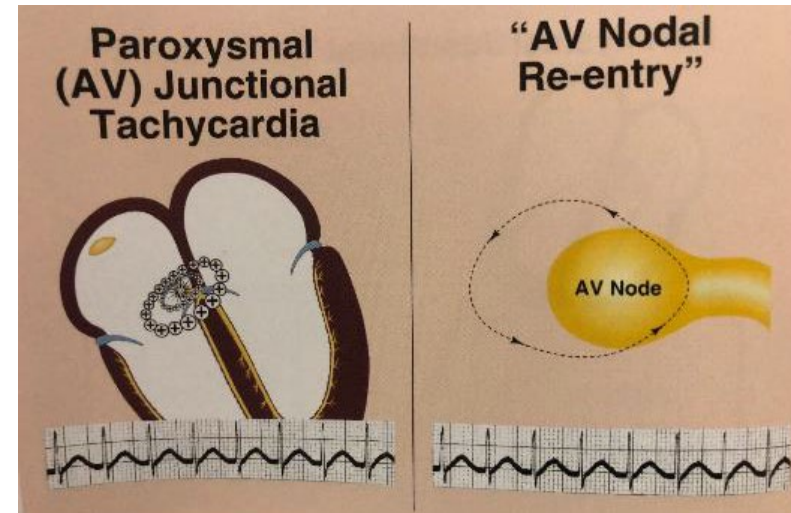 Paroxysmal
(AV) Junctional
Tachycardia
“AV Nodal
Re-entry”
AV Node